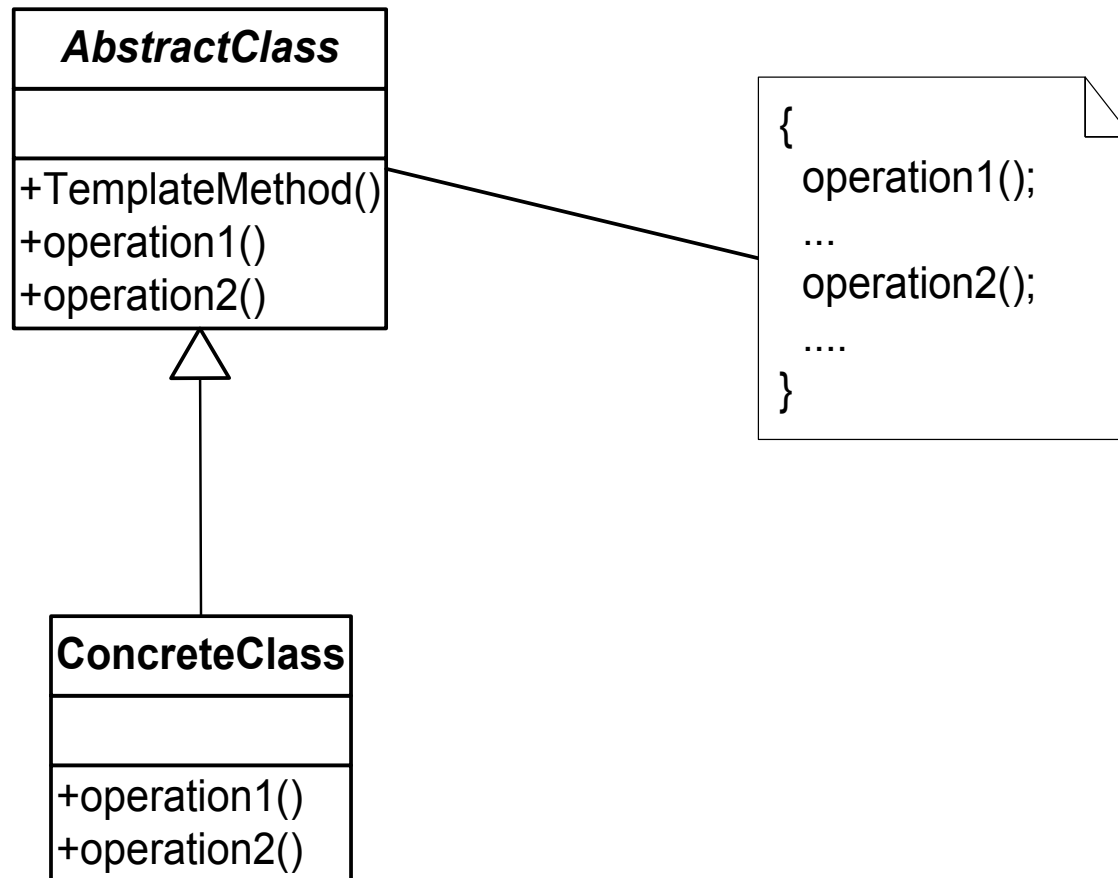 AbstractClass
+TemplateMethod()
+operation1()
+operation2()
{
operation1();
...
operation2();
....
}
ConcreteClass
+operation1()
+operation2()